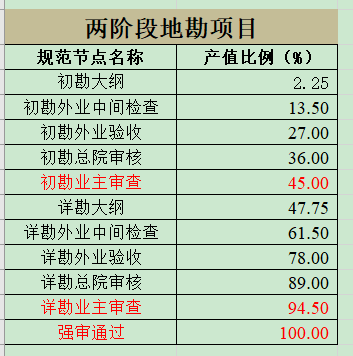 两阶段地勘项目
规范节点名称 产值比例（%）
初勘大纲 2.25
初勘外业中间检查 13.50
初勘外业验收 27.00
初勘总院审核 36.00
初勘业主审查 45.00
详勘大纲 47.75
详勘外业中间检查 61.50
详勘外业验收 78.00
详勘总院审核 89.00
详勘业主审查 94.50
强审通过 100.00